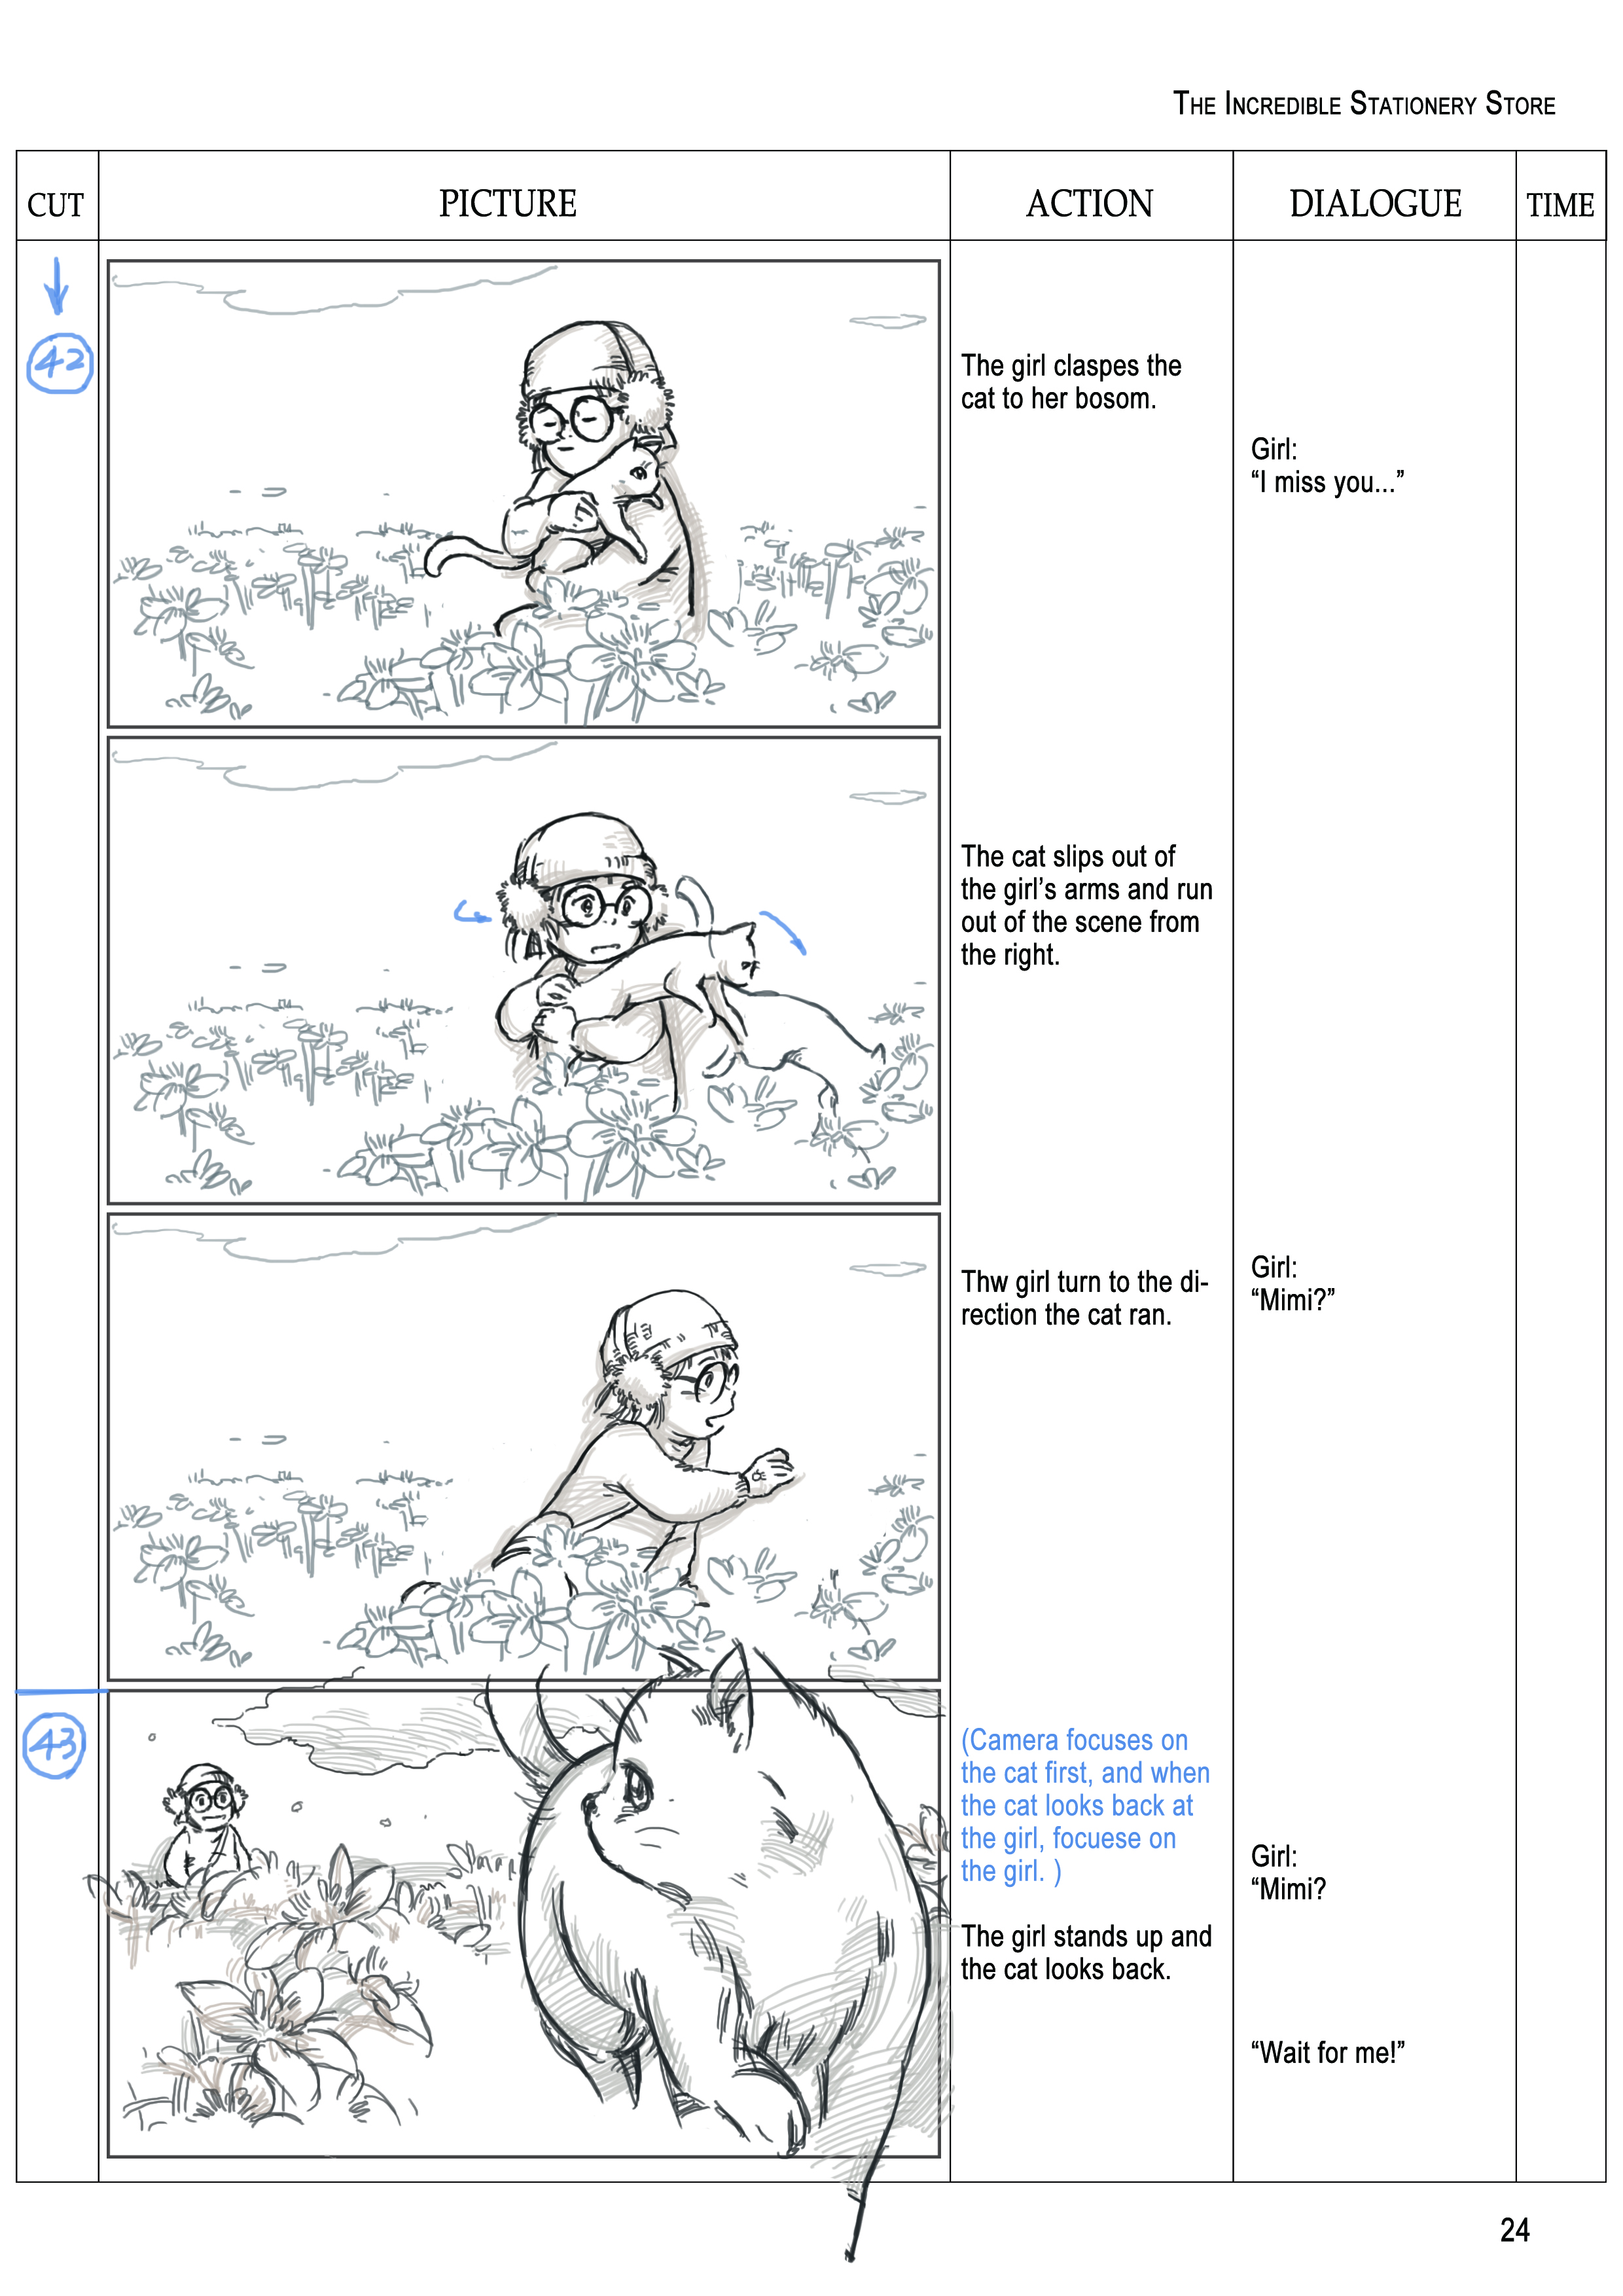 The Incredible Stationery Store
CUT
PICTURE
ACTION
DIALOGUE
TIME
42
The girl claspes the
cat to her bosom.
Girl:
“I miss you...”
The cat slips out of
the girl’s arms and run
out of the scene from
the right.
Thw girl turn to the di-
rection the cat ran.
Girl:
“Mimi?”
43
(Camera focuses on
the cat first, and when
the cat looks back at
the girl, focuese on
the girl. )
The girl stands up and
the cat looks back.
Girl:
“Mimi?
“Wait for me!”
24